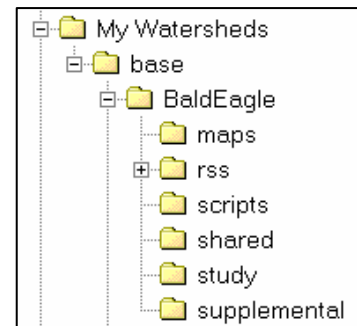 My Watersheds
base
BaldEagle
maps
rss
scripts
shared
study
supplemental